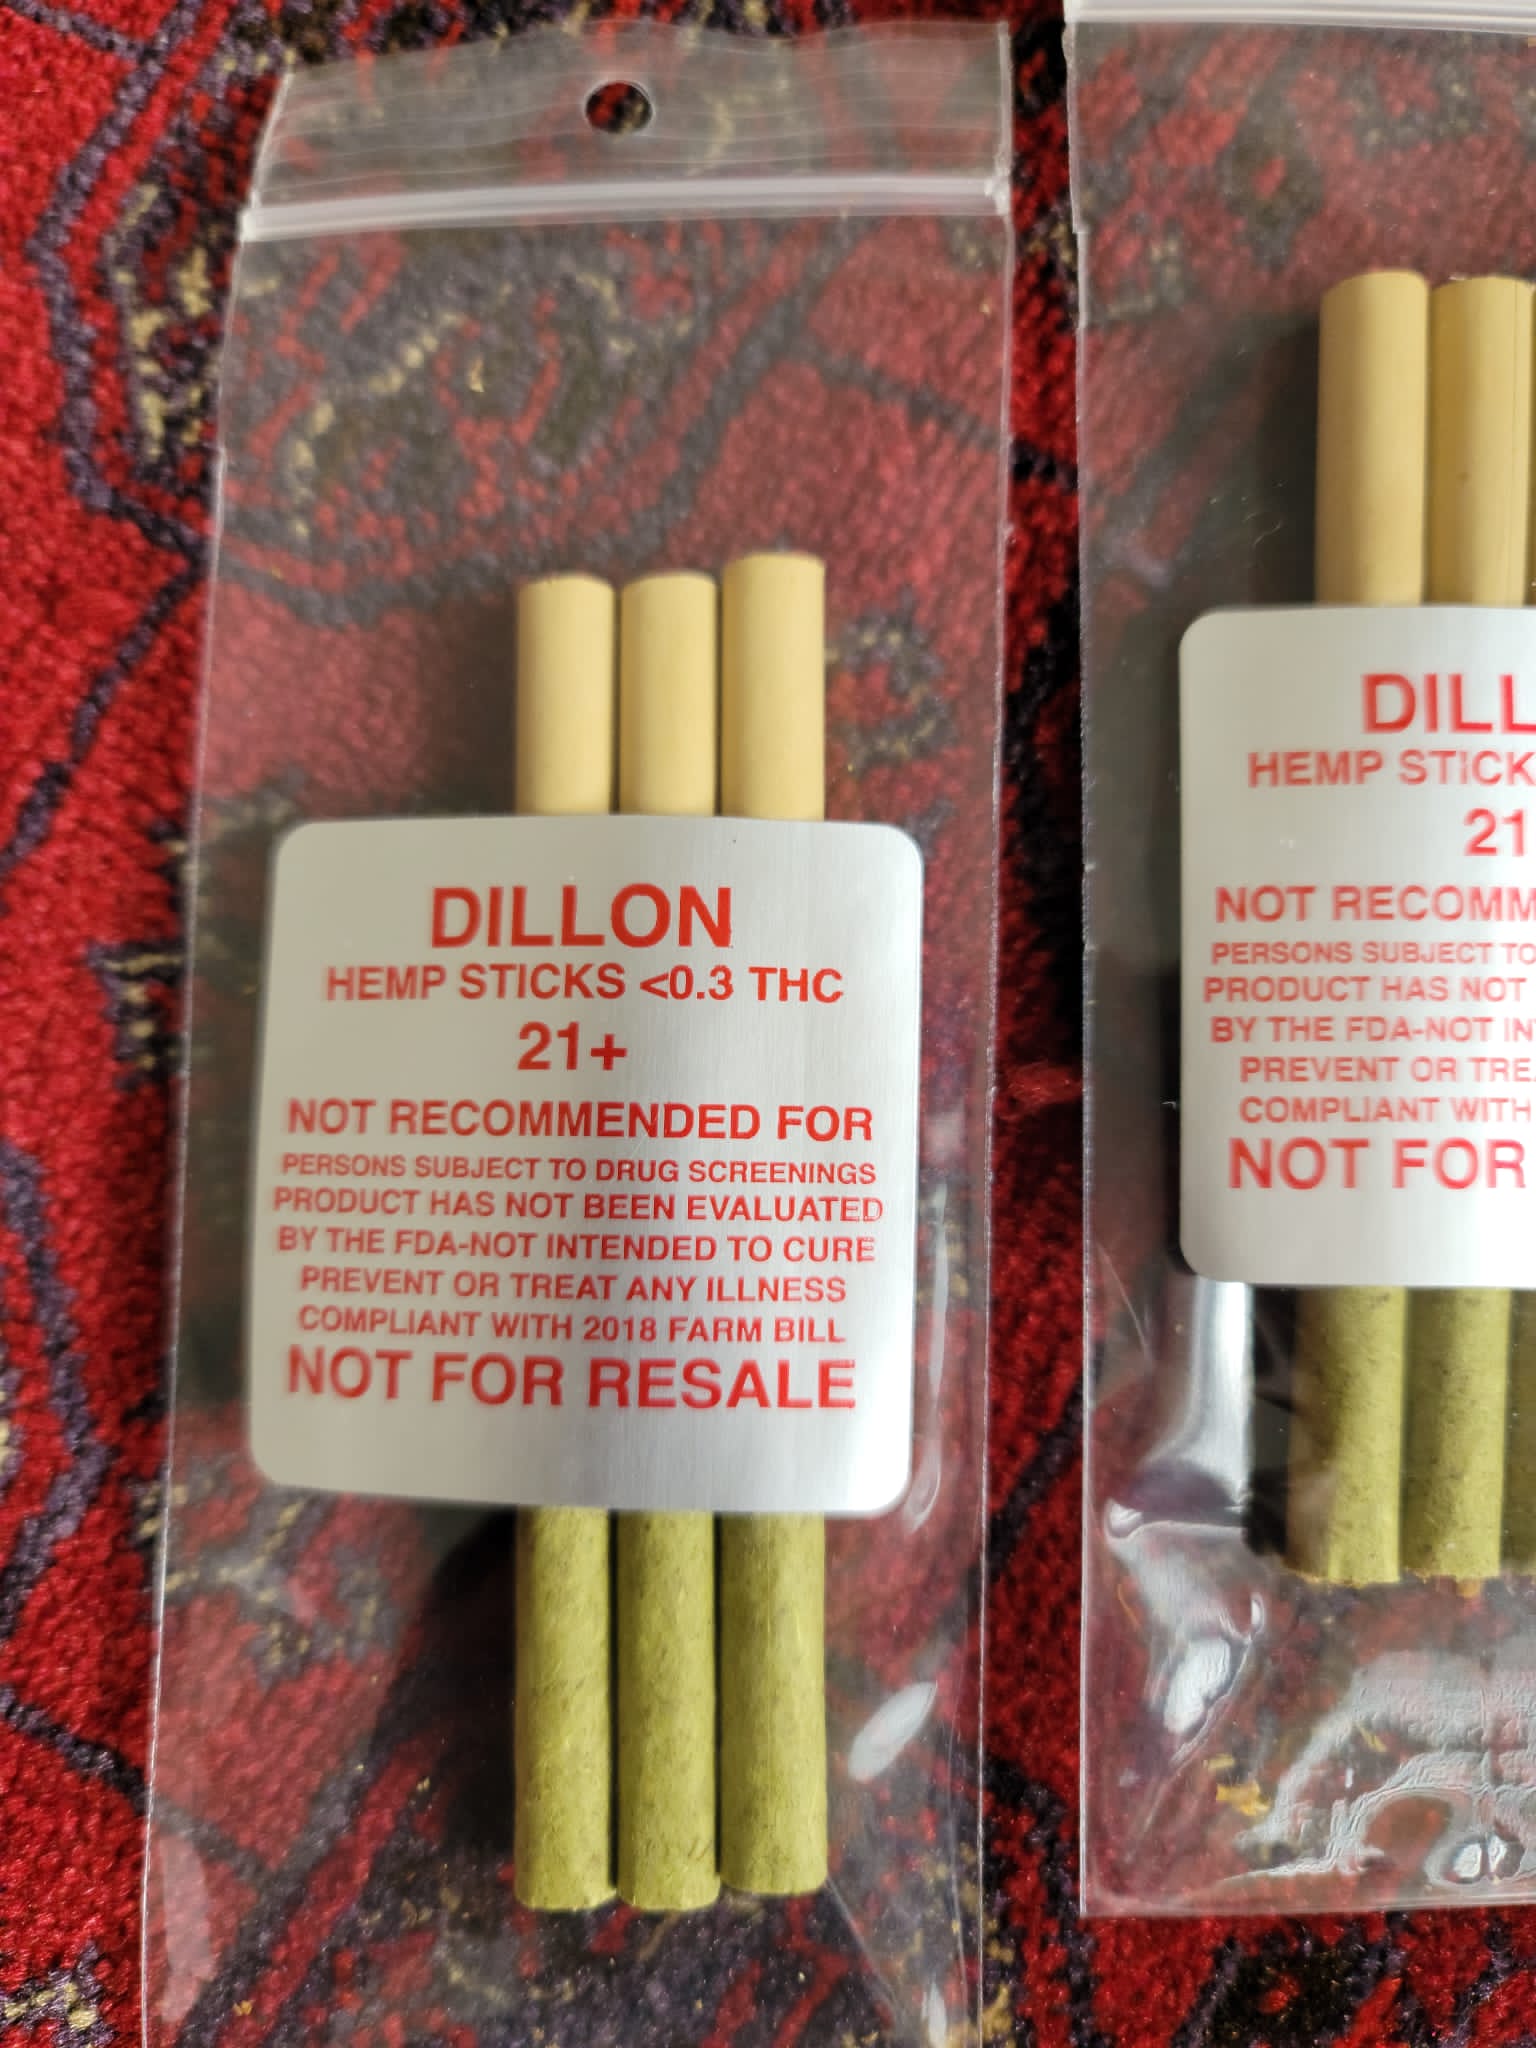 DILLON
HEMP STICKS <0.3 THC
21+
NOT RECOMMENDED FOR
PERSONS SUBJECT TO DRUG SCREENINGS
PRODUCT HAS NOT BEEN EVALUATED
BY THE FDA-NOT INTENDED TO CURE
PREVENT OR TREAT ANY ILLNESS
COMPLIANT WITH 2018 FARM BILL
NOT FOR RESALE
DILL
HEMP STICK
21
NOT RECOMM
PERSONS SUBJECT TO
PRODUCT HAS NOT
BY THE FDA-NOT IN
PREVENT OR TREA
COMPLIANT WITH
NOT FOR